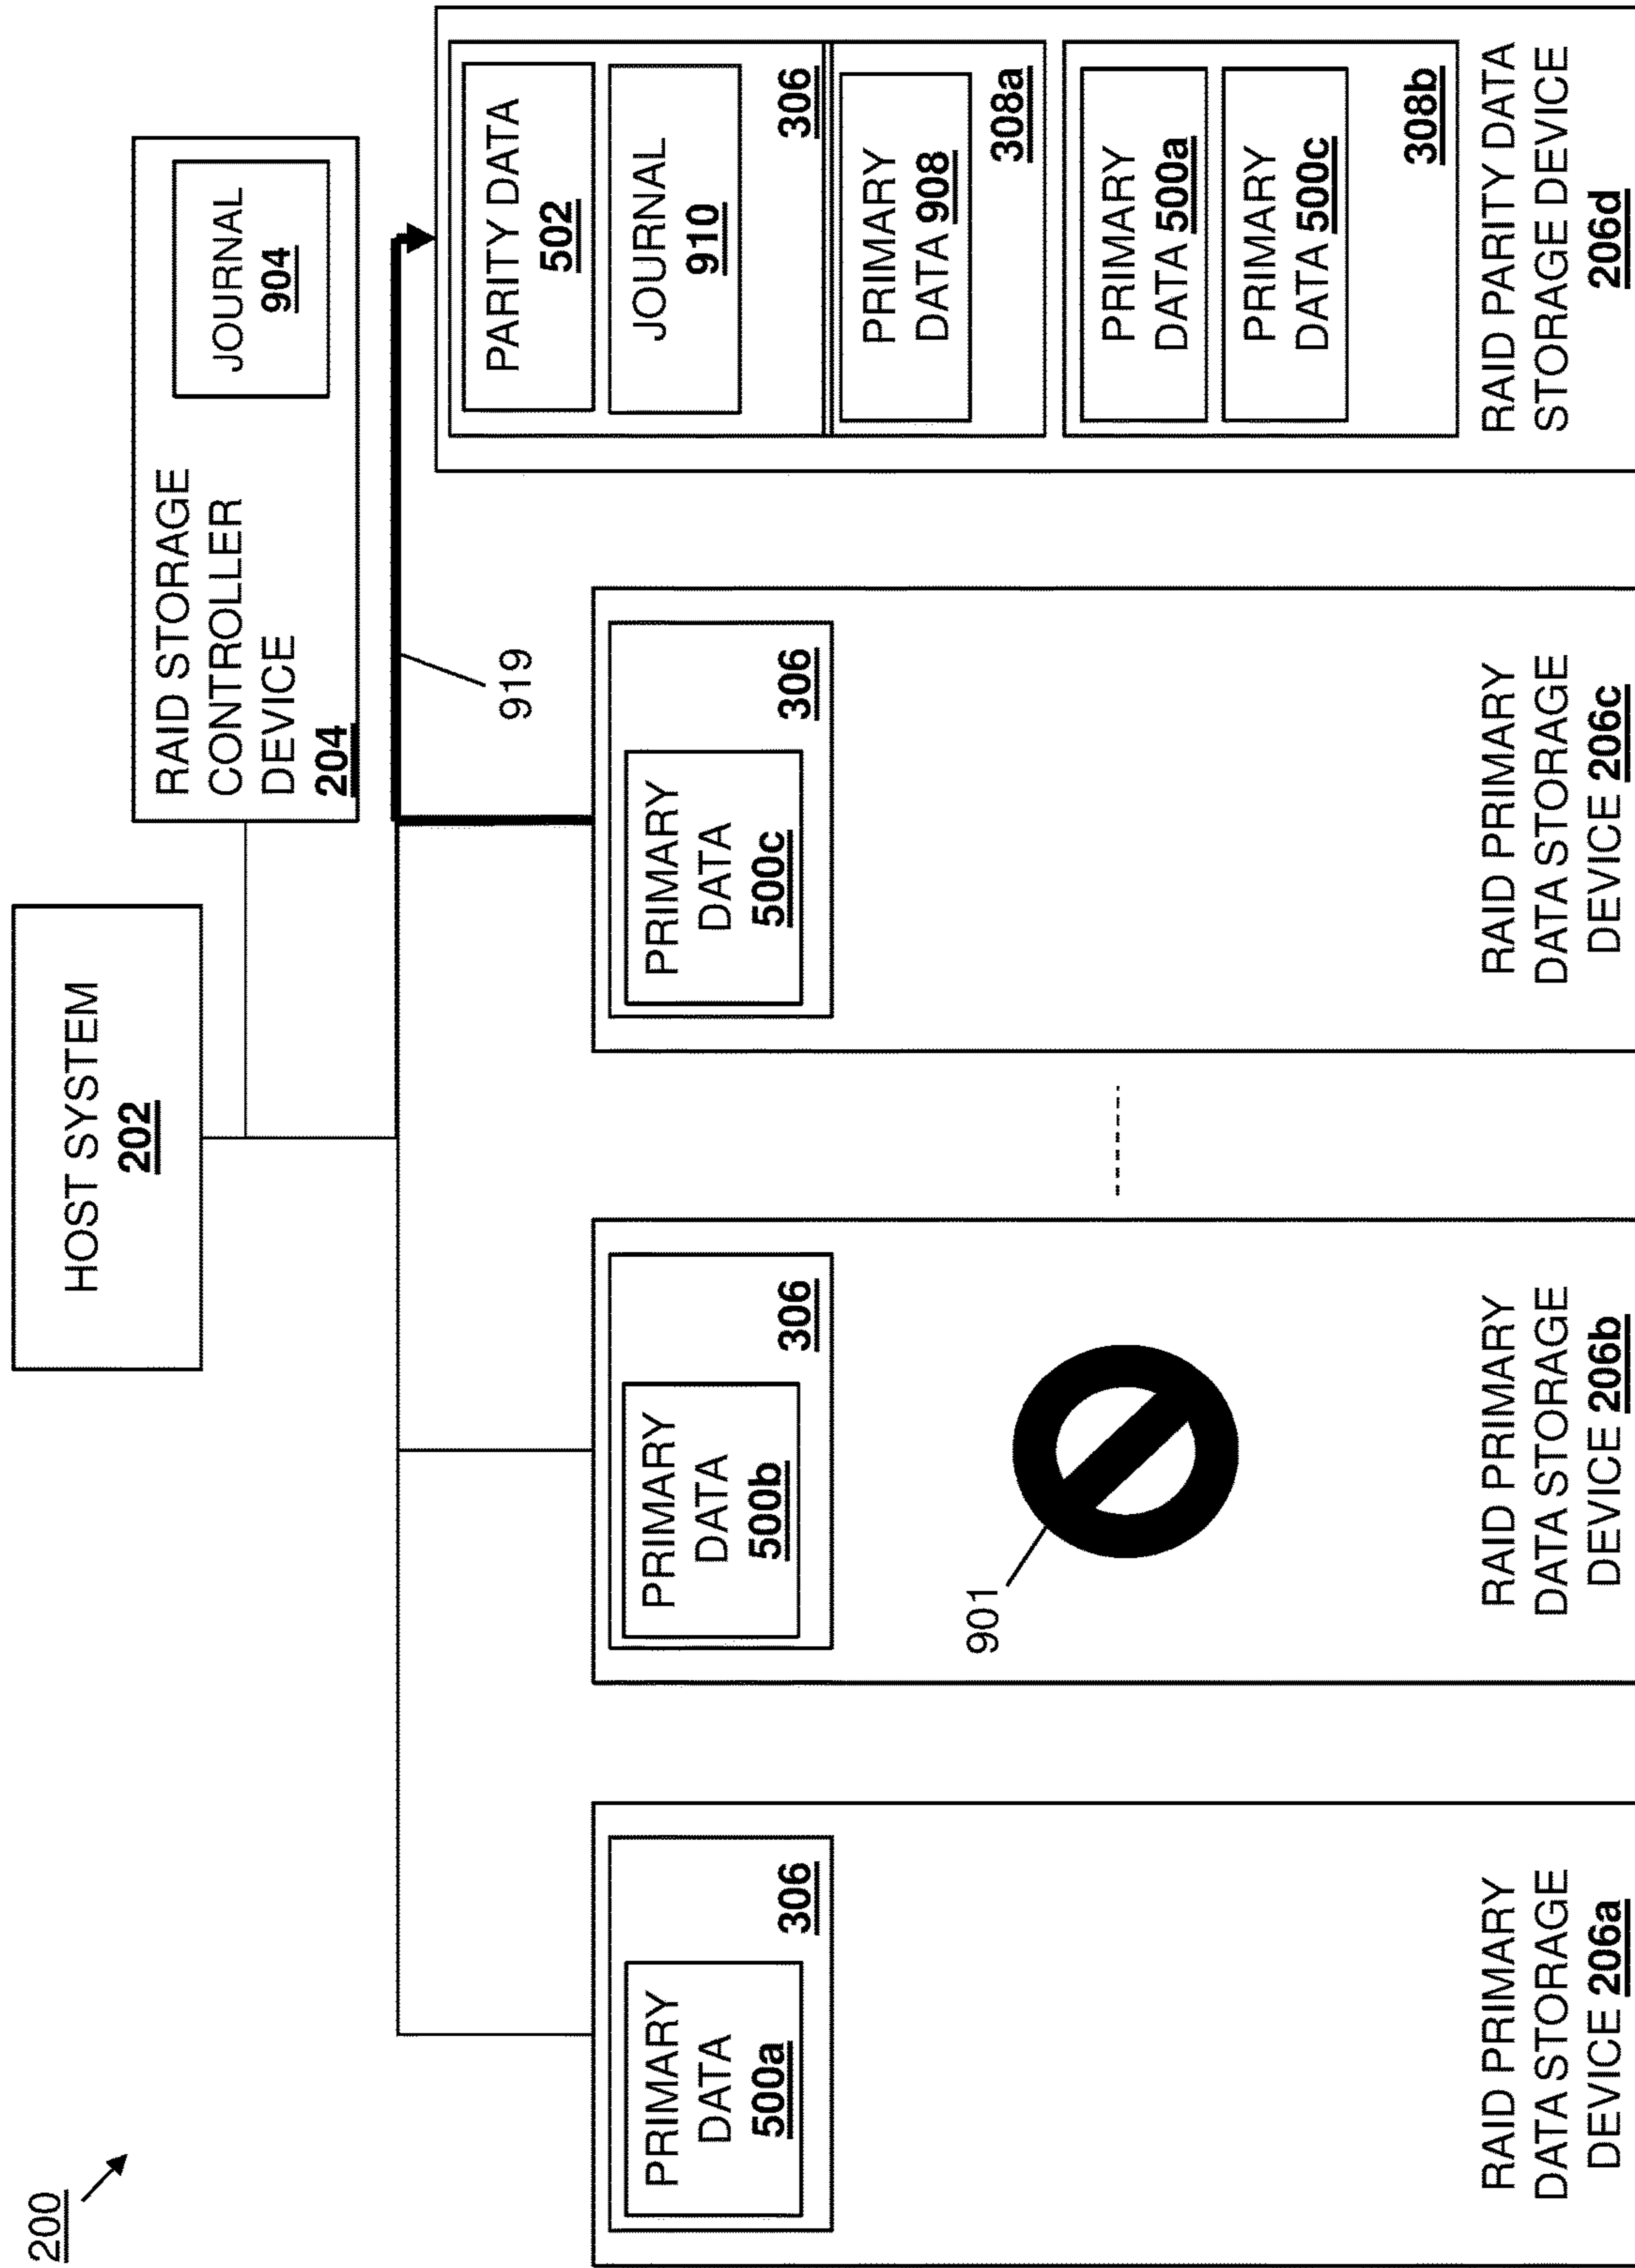 200
HOST SYSTEM
202
RAID STORAGE
CONTROLLER
DEVICE
204
JOURNAL
904
919
PRIMARY
DATA
500a
306
RAID PRIMARY
DATA STORAGE
DEVICE 206a
PRIMARY
DATA
500b
306
901
RAID PRIMARY
DATA STORAGE
DEVICE 206b
PRIMARY
DATA
500c
306
RAID PRIMARY
DATA STORAGE
DEVICE 206c
PARITY DATA
502
JOURNAL
910
306
PRIMARY
DATA 908
308a
PRIMARY
DATA 500a
PRIMARY
DATA 500c
308b
RAID PARITY DATA
STORAGE DEVICE
206d